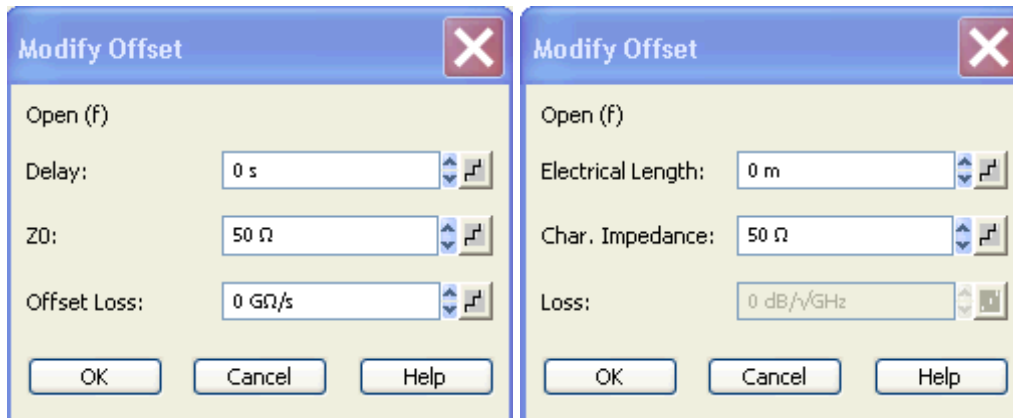 Modify Offset
Open (f)
Delay: 0 s
Z0: 50 Ω
Offset Loss: 0 GΩ/s
OK Cancel Help
Modify Offset
Open (f)
Electrical Length: 0 m
Char. Impedance: 50 Ω
Loss: 0 dB/√GHz
OK Cancel Help